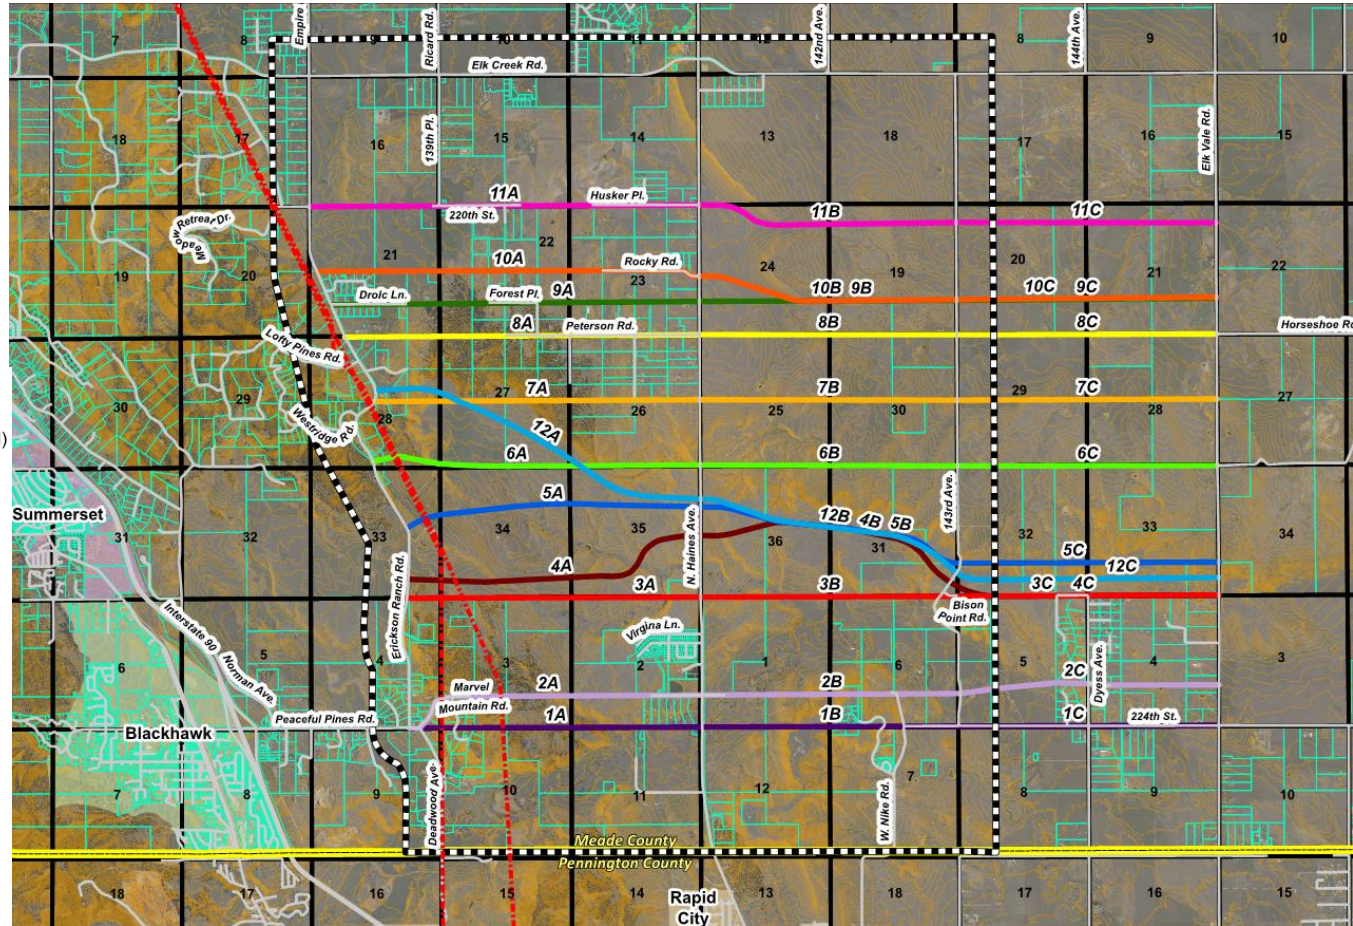 7
8
Empire
9
Ricard Rd.
10
11
12
142nd Ave.
7
8
144th Ave.
9
10
Elk Creek Rd.
18
17
16
139th Pl.
15
14
13
18
17
16
Elk Vale Rd.
15
11A
Husker Pl.
220th St.
11B
11C
Meadow Retreat Dr.
19
20
21
22
10A
Rocky Rd.
23
24
19
20
21
22
Drolc Ln.
Forest Pl.
9A
10B
9B
10C
9C
8A
Peterson Rd.
8B
8C
Horseshoe Rd
Lofty Pines Rd.
30
29
28
27
7A
26
25
7B
30
29
7C
28
27
Westridge Rd.
12A
6A
6B
6C
)
Summerset
31
32
33
5A
34
35
N. Haines Ave.
36
12B
4B
5B
31
143rd Ave.
32
33
34
5C
12C
4A
3A
3B
3C
4C
Erickson Ranch Rd.
Bison
Point Rd.
Interstate 90
Norman Ave.
Virgina Ln.
6
5
4
3
2
1
6
5
4
3
Dyess Ave.
2C
Marvel
Mountain Rd.
2A
2B
Peaceful Pines Rd.
1A
1B
1C
224th St.
Blackhawk
7
8
9
Deadwood Ave.
10
11
12
W. Nike Rd.
7
8
9
10
Meade County
Pennington County
18
17
16
15
14
13
18
17
16
15
Rapid
City